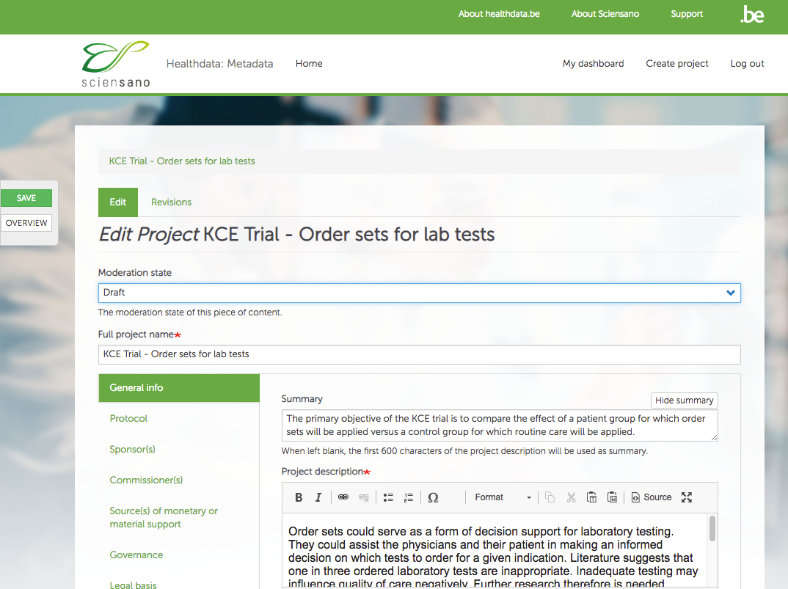 About healthdata.be About Sciensano Support .be
sciensano
Healthdata: Metadata Home My dashboard Create project Log out
KCE Trial - Order sets for lab tests
SAVE
OVERVIEW
Edit Revisions
Edit Project KCE Trial - Order sets for lab tests
Moderation state
Draft
The moderation state of this piece of content.
Full project name*
KCE Trial - Order sets for lab tests
General info
Protocol
Sponsor(s)
Commissioner(s)
Source(s) of monetary or
material support
Governance
Legal basis
Summary Hide summary
The primary objective of the KCE trial is to compare the effect of a patient group for which order
sets will be applied versus a control group for which routine care will be applied.
When left blank, the first 600 characters of the project description will be used as summary.
Project description*
B I Ω Format Source
Order sets could serve as a form of decision support for laboratory testing.
They could assist the physicians and their patient in making an informed
decision on which tests to order for a given indication. Literature suggests that
one in three ordered laboratory tests are inappropriate. Inadequate testing may
influence quality of care negatively. Further research therefore is needed